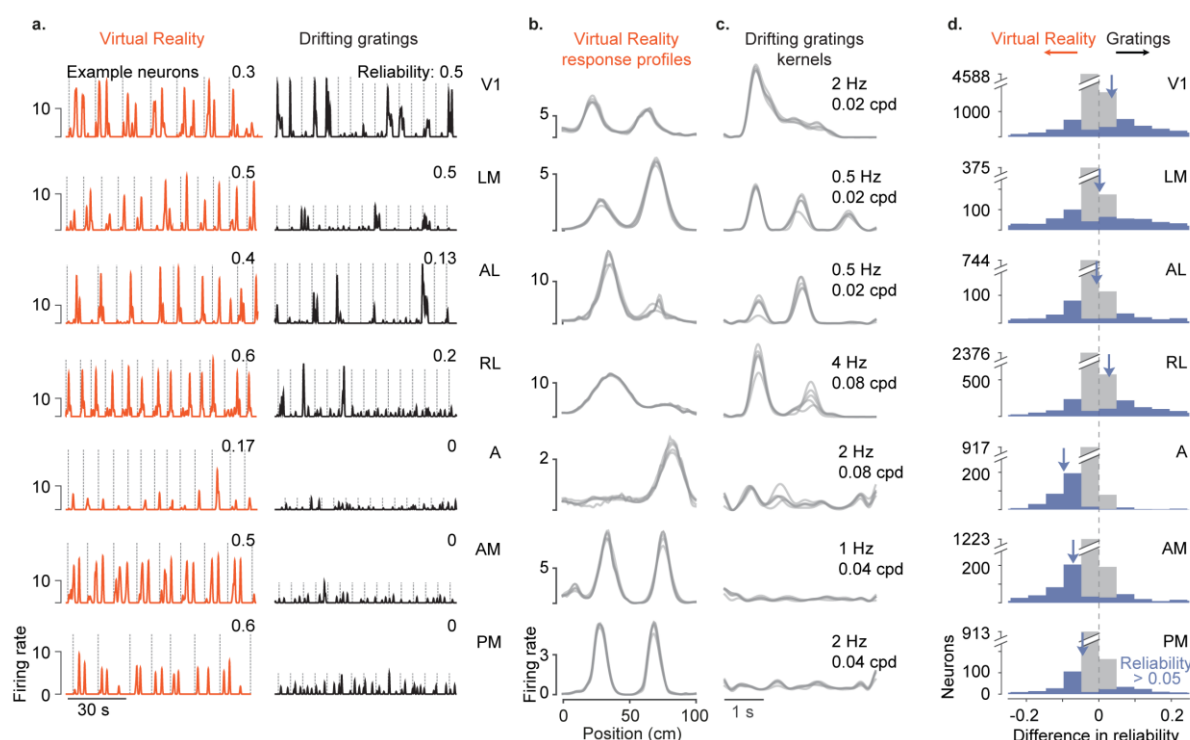 a.
Virtual Reality
Drifting gratings
Example neurons
0.3
Reliability: 0.5
V1
10
0.5
0.5
LM
10
0.4
0.13
AL
10
0.6
0.2
RL
10
0.17
0
A
10
0.5
0
AM
10
0.6
0
PM
10
0
Firing rate
30 s
b.
Virtual Reality
response profiles
5
5
10
10
2
5
3
0
Firing rate
0
50
100
Position (cm)
c.
Drifting gratings
kernels
2 Hz
0.02 cpd
0.5 Hz
0.02 cpd
0.5 Hz
0.02 cpd
4 Hz
0.08 cpd
2 Hz
0.08 cpd
1 Hz
0.04 cpd
2 Hz
0.04 cpd
1 s
d.
Virtual Reality
Gratings
4588
1000
V1
375
100
LM
744
100
AL
2376
500
RL
917
200
A
1223
200
AM
913
100
0
PM
Reliability
> 0.05
Neurons
-0.2
0
0.2
Difference in reliability